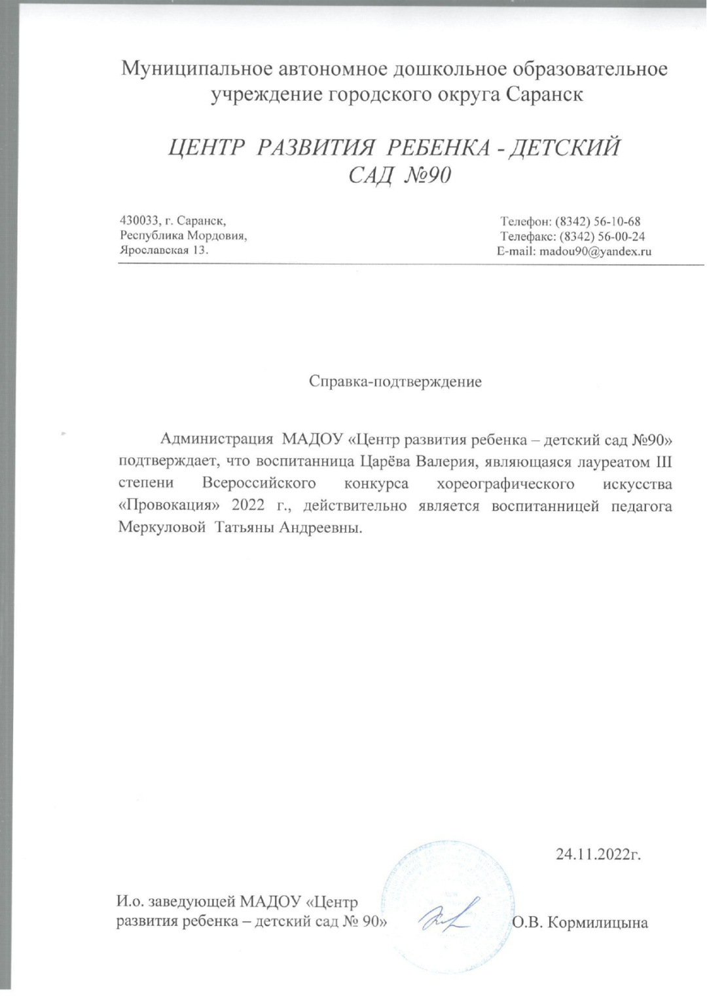 Муниципальное автономное дошкольное образовательное
учреждение городского округа Саранск
ЦЕНТР РАЗВИТИЯ РЕБЕНКА - ДЕТСКИЙ
САД №90
430033, г. Саранск,
Республика Мордовия,
Ярославская 13.
Телефон: (8342) 56-10-68
Телефакс: (8342) 56-00-24
E-mail: madou90@yandex.ru
Справка-подтверждение
Администрация МАДОУ «Центр развития ребенка – детский сад №90»
подтверждает, что воспитанница Царёва Валерия, являющаяся лауреатом III
степени Всероссийского конкурса хореографического искусства
«Провокация» 2022 г., действительно является воспитанницей педагога
Меркуловой Татьяны Андреевны.
24.11.2022г.
И.о. заведующей МАДОУ «Центр
развития ребенка – детский сад № 90»
О.В. Кормилицына